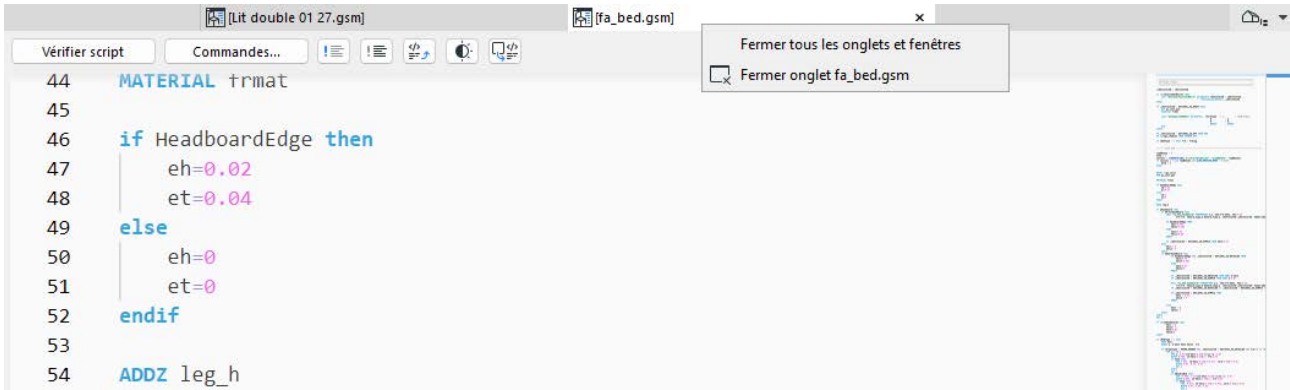 [Lit double 01 27.gsm]
[fa_bed.gsm]
Vérifier script
Commandes...
Fermer tous les onglets et fenêtres
Fermer onglet fa_bed.gsm
44 MATERIAL frmat
45
46 if HeadboardEdge then
47 eh=0.02
48 et=0.04
49 else
50 eh=0
51 et=0
52 endif
53
54 ADDZ leg_h